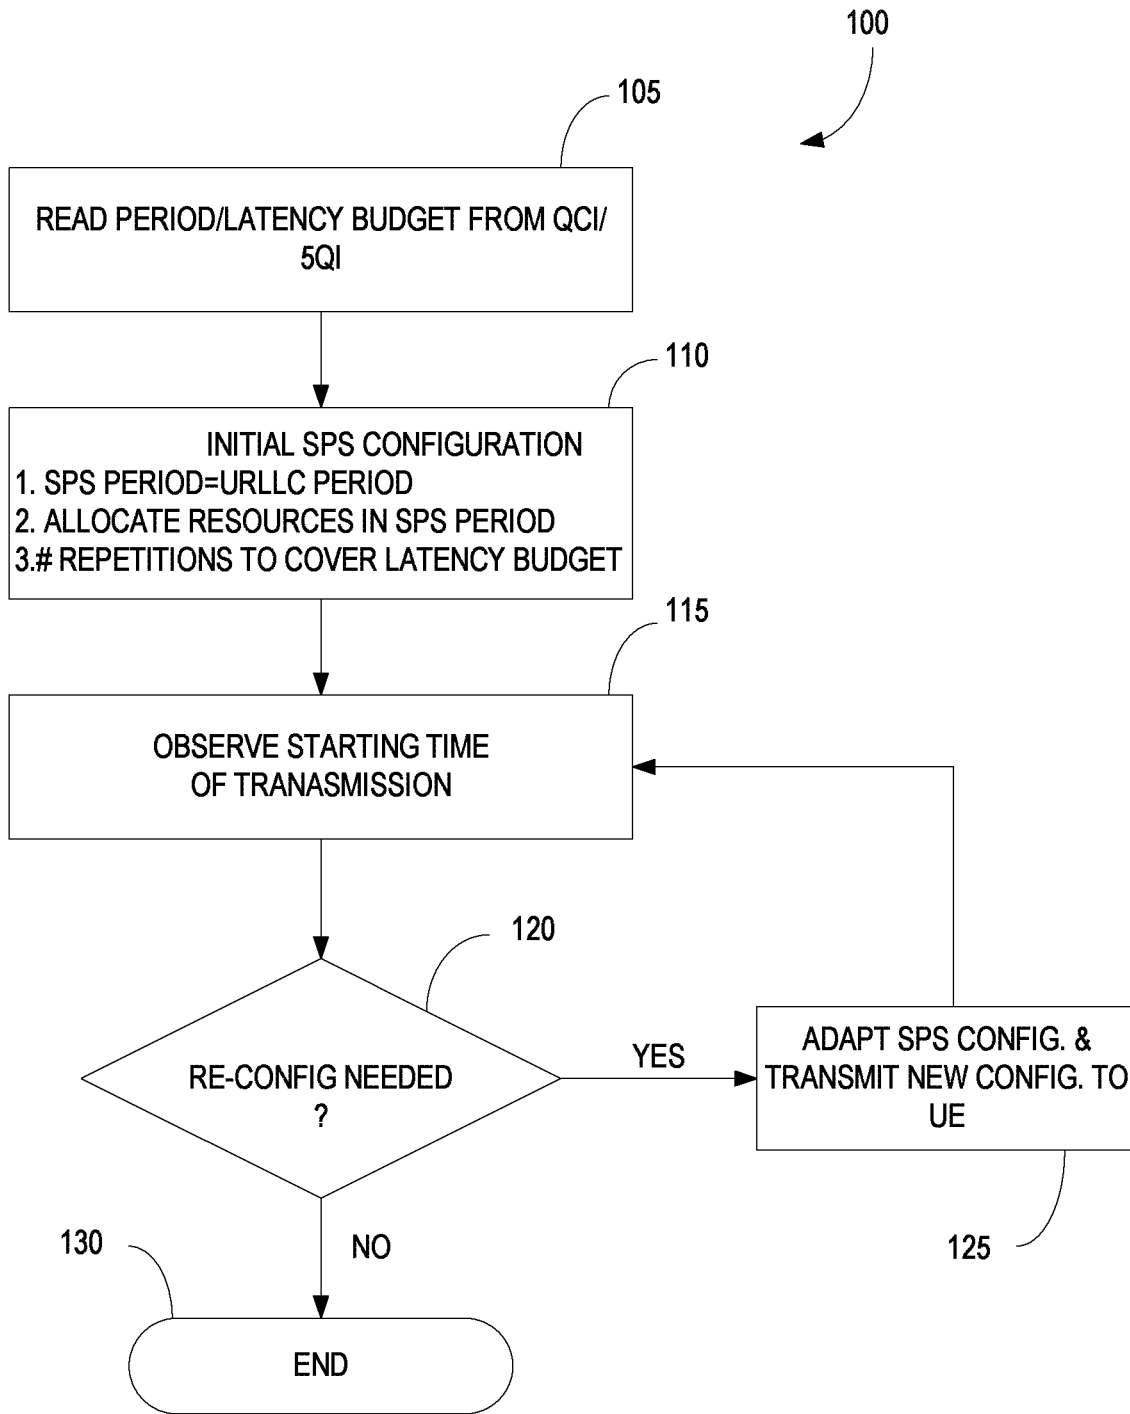 100
105
READ PERIOD/LATENCY BUDGET FROM QCI/
5QI
110
INITIAL SPS CONFIGURATION
1. SPS PERIOD=URLLC PERIOD
2. ALLOCATE RESOURCES IN SPS PERIOD
3.# REPETITIONS TO COVER LATENCY BUDGET
115
OBSERVE STARTING TIME
OF TRANASMISSION
120
RE-CONFIG NEEDED
?
YES
ADAPT SPS CONFIG. &
TRANSMIT NEW CONFIG. TO
UE
125
NO
130
END